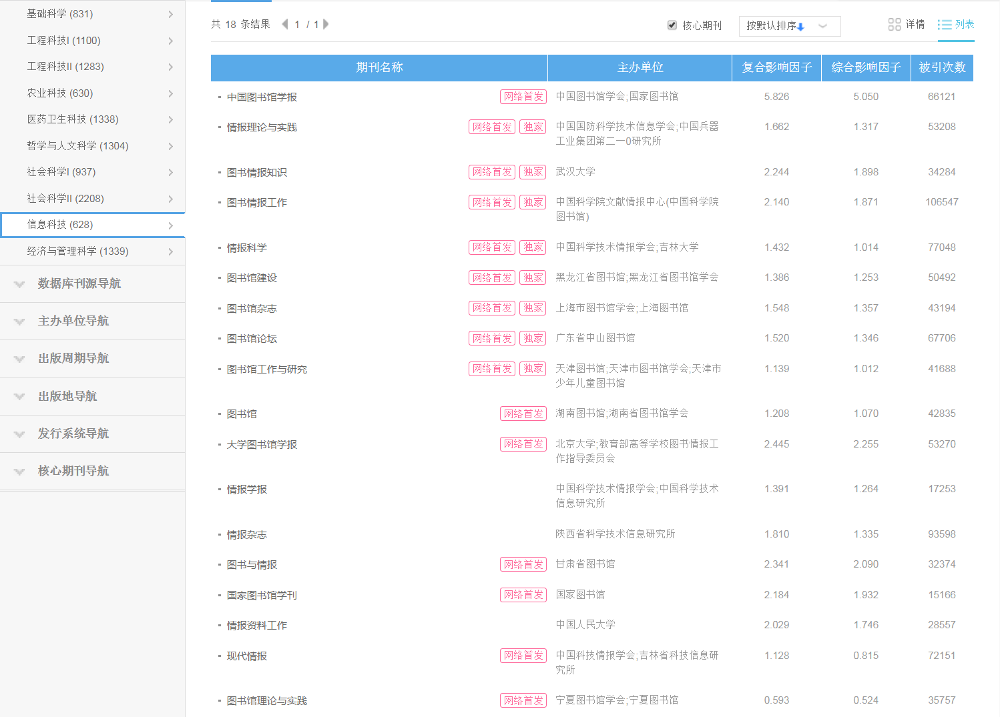 基础科学 (831)
工程科技I (1100)
工程科技II (1283)
农业科技 (630)
医药卫生科技 (1338)
哲学与人文科学 (1304)
社会科学I (937)
社会科学II (2208)
信息科技 (628)
经济与管理科学 (1339)
数据库刊源导航
主办单位导航
出版周期导航
出版地导航
发行系统导航
核心期刊导航
共 18 条结果 1 / 1 核心期刊 按默认排序 详情 列表
期刊名称 主办单位 复合影响因子 综合影响因子 被引次数
中国图书馆学报 网络首发 中国图书馆学会;国家图书馆 5.826 5.050 66121
情报理论与实践 网络首发 独家 中国国防科学技术信息学会;中国兵器 1.662 1.317 53208
工业集团第二一0研究所
图书情报知识 网络首发 独家 武汉大学 2.244 1.898 34284
图书情报工作 网络首发 独家 中国科学院文献情报中心(中国科学院 2.140 1.871 106547
图书馆)
情报科学 网络首发 独家 中国科学技术情报学会;吉林大学 1.432 1.014 77048
图书馆建设 网络首发 独家 黑龙江省图书馆;黑龙江省图书馆学会 1.386 1.253 50492
图书馆杂志 网络首发 独家 上海市图书馆学会;上海图书馆 1.548 1.357 43194
图书馆论坛 网络首发 独家 广东省中山图书馆 1.520 1.346 67706
图书馆工作与研究 网络首发 独家 天津图书馆;天津市图书馆学会;天津市 1.139 1.012 41688
少年儿童图书馆
图书馆 网络首发 湖南图书馆;湖南省图书馆学会 1.208 1.070 42835
大学图书馆学报 网络首发 北京大学;教育部高等学校图书情报工 2.445 2.255 53270
作指导委员会
情报学报 中国科学技术情报学会;中国科学技术 1.391 1.264 17253
信息研究所
情报杂志 陕西省科学技术信息研究所 1.810 1.335 93598
图书与情报 网络首发 甘肃省图书馆 2.341 2.090 32374
国家图书馆学刊 网络首发 国家图书馆 2.184 1.932 15166
情报资料工作 中国人民大学 2.029 1.746 28557
现代情报 网络首发 中国科技情报学会;吉林省科技信息研 1.128 0.815 72151
究所
图书馆理论与实践 网络首发 宁夏图书馆学会;宁夏图书馆 0.593 0.524 35757